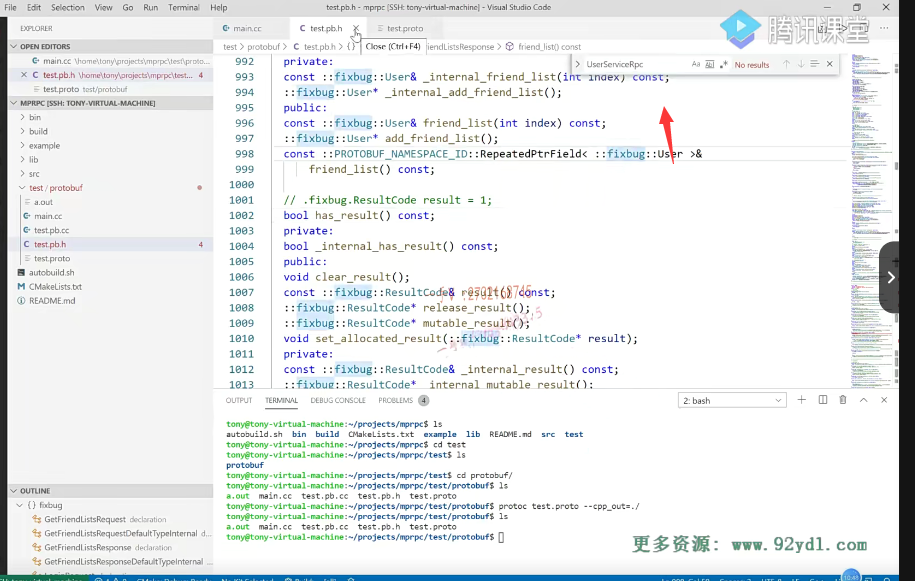 File Edit Selection View Go Run Terminal Help
test.pb.h - mprpc [SSH: tony-virtual-machine] - Visual Studio Code
EXPLORER
OPEN EDITORS
main.cc \home\tony\projects\mprpc\test\proto...
test.pb.h \home\tony\projects\mprpc\test... 4
test.proto test/protobuf
MPRPC [SSH: TONY-VIRTUAL-MACHINE]
bin
build
example
lib
src
test / protobuf
a.out
main.cc
test.pb.cc
test.pb.h 4
test.proto
autobuild.sh
CMakeLists.txt
README.md
OUTLINE
{} fixbug
GetFriendListsRequest declaration
GetFriendListsRequestDefaultTypeInternal d...
GetFriendListsResponse declaration
GetFriendListsResponseDefaultTypeInternal ...
main.cc test.pb.h test.proto
腾讯课堂
test > protobuf > test.pb.h > {} Close (Ctrl+F4) iendListsResponse > friend_list() const
UserServiceRpc Aa Ab| .* No results
992 private:
993 const ::fixbug::User& _internal_friend_list(int index) const;
994 ::fixbug::User* _internal_add_friend_list();
995 public:
996 const ::fixbug::User& friend_list(int index) const;
997 ::fixbug::User* add_friend_list();
998 const ::PROTOBUF_NAMESPACE_ID::RepeatedPtrField< ::fixbug::User >&
999 friend_list() const;
1000
1001 // .fixbug.ResultCode result = 1;
1002 bool has_result() const;
1003 private:
1004 bool _internal_has_result() const;
1005 public:
1006 void clear_result();
1007 const ::fixbug::ResultCode& result() const;
1008 ::fixbug::ResultCode* release_result();
1009 ::fixbug::ResultCode* mutable_result();
1010 void set_allocated_result(::fixbug::ResultCode* result);
1011 private:
1012 const ::fixbug::ResultCode& _internal_result() const;
1013 ::fixbug::ResultCode* _internal_mutable_result();
OUTPUT TERMINAL DEBUG CONSOLE PROBLEMS 4 2: bash
tony@tony-virtual-machine:~/projects/mprpc$ ls
autobuild.sh bin build CMakeLists.txt example lib README.md src test
tony@tony-virtual-machine:~/projects/mprpc$ cd test
tony@tony-virtual-machine:~/projects/mprpc/test$ ls
protobuf
tony@tony-virtual-machine:~/projects/mprpc/test$ cd protobuf/
tony@tony-virtual-machine:~/projects/mprpc/test/protobuf$ ls
a.out main.cc test.pb.cc test.pb.h test.proto
tony@tony-virtual-machine:~/projects/mprpc/test/protobuf$ protoc test.proto --cpp_out=./
tony@tony-virtual-machine:~/projects/mprpc/test/protobuf$ ls
a.out main.cc test.pb.cc test.pb.h test.proto
tony@tony-virtual-machine:~/projects/mprpc/test/protobuf$
更多资源: www.92ydl.com